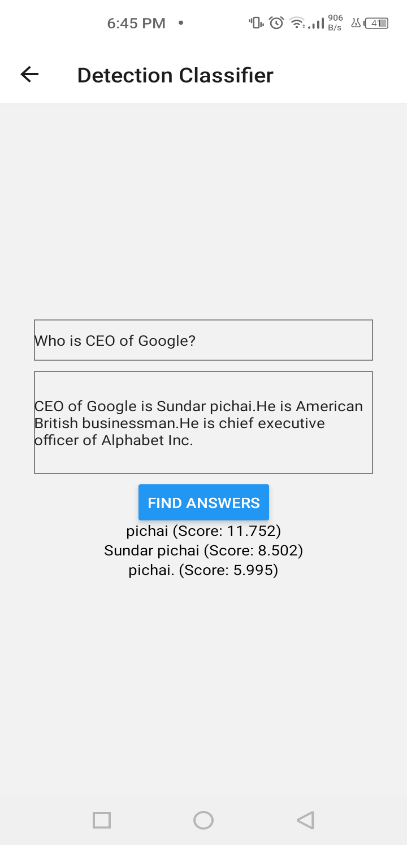 6:45 PM
906
B/s
41
Detection Classifier
Who is CEO of Google?
CEO of Google is Sundar pichai.He is American
British businessman.He is chief executive
officer of Alphabet Inc.
FIND ANSWERS
pichai (Score: 11.752)
Sundar pichai (Score: 8.502)
pichai. (Score: 5.995)